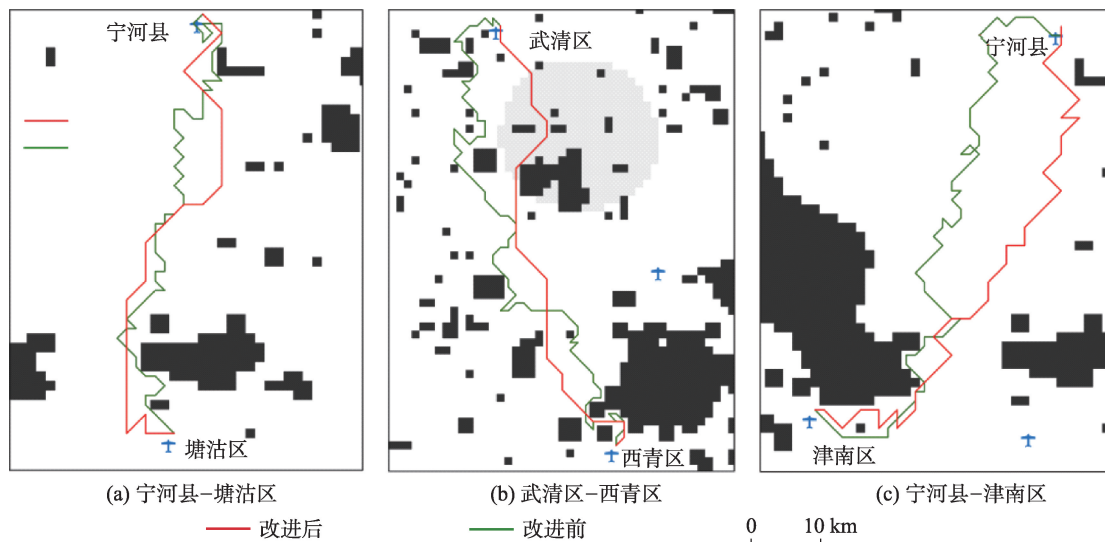 宁河县
塘沽区
(a) 宁河县-塘沽区
武清区
西青区
(b) 武清区-西青区
宁河县
津南区
(c) 宁河县-津南区
改进后 改进前 0 10 km